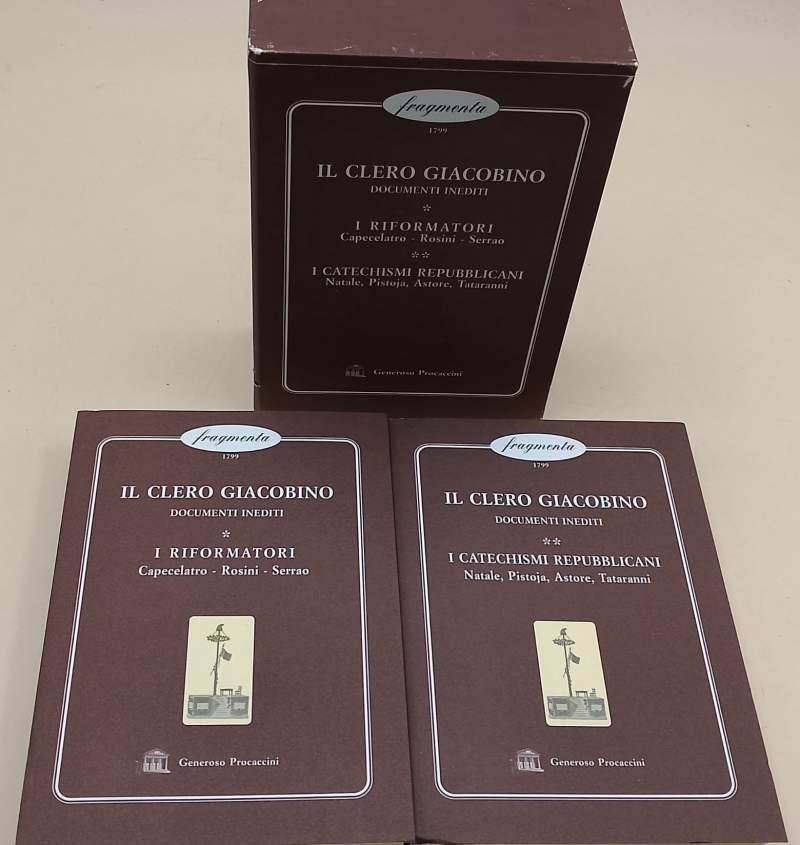 fragmenta
1799
IL CLERO GIACOBINO
DOCUMENTI INEDITI
*
I RIFORMATORI
Capecelatro - Rosini - Serrao
**
I CATECHISMI REPUBBLICANI
Natale, Pistoja, Astore, Tataranni
Generoso Procaccini
fragmenta
1799
IL CLERO GIACOBINO
DOCUMENTI INEDITI
*
I RIFORMATORI
Capecelatro - Rosini - Serrao
Generoso Procaccini
fragmenta
1799
IL CLERO GIACOBINO
DOCUMENTI INEDITI
**
I CATECHISMI REPUBBLICANI
Natale, Pistoja, Astore, Tataranni
Generoso Procaccini